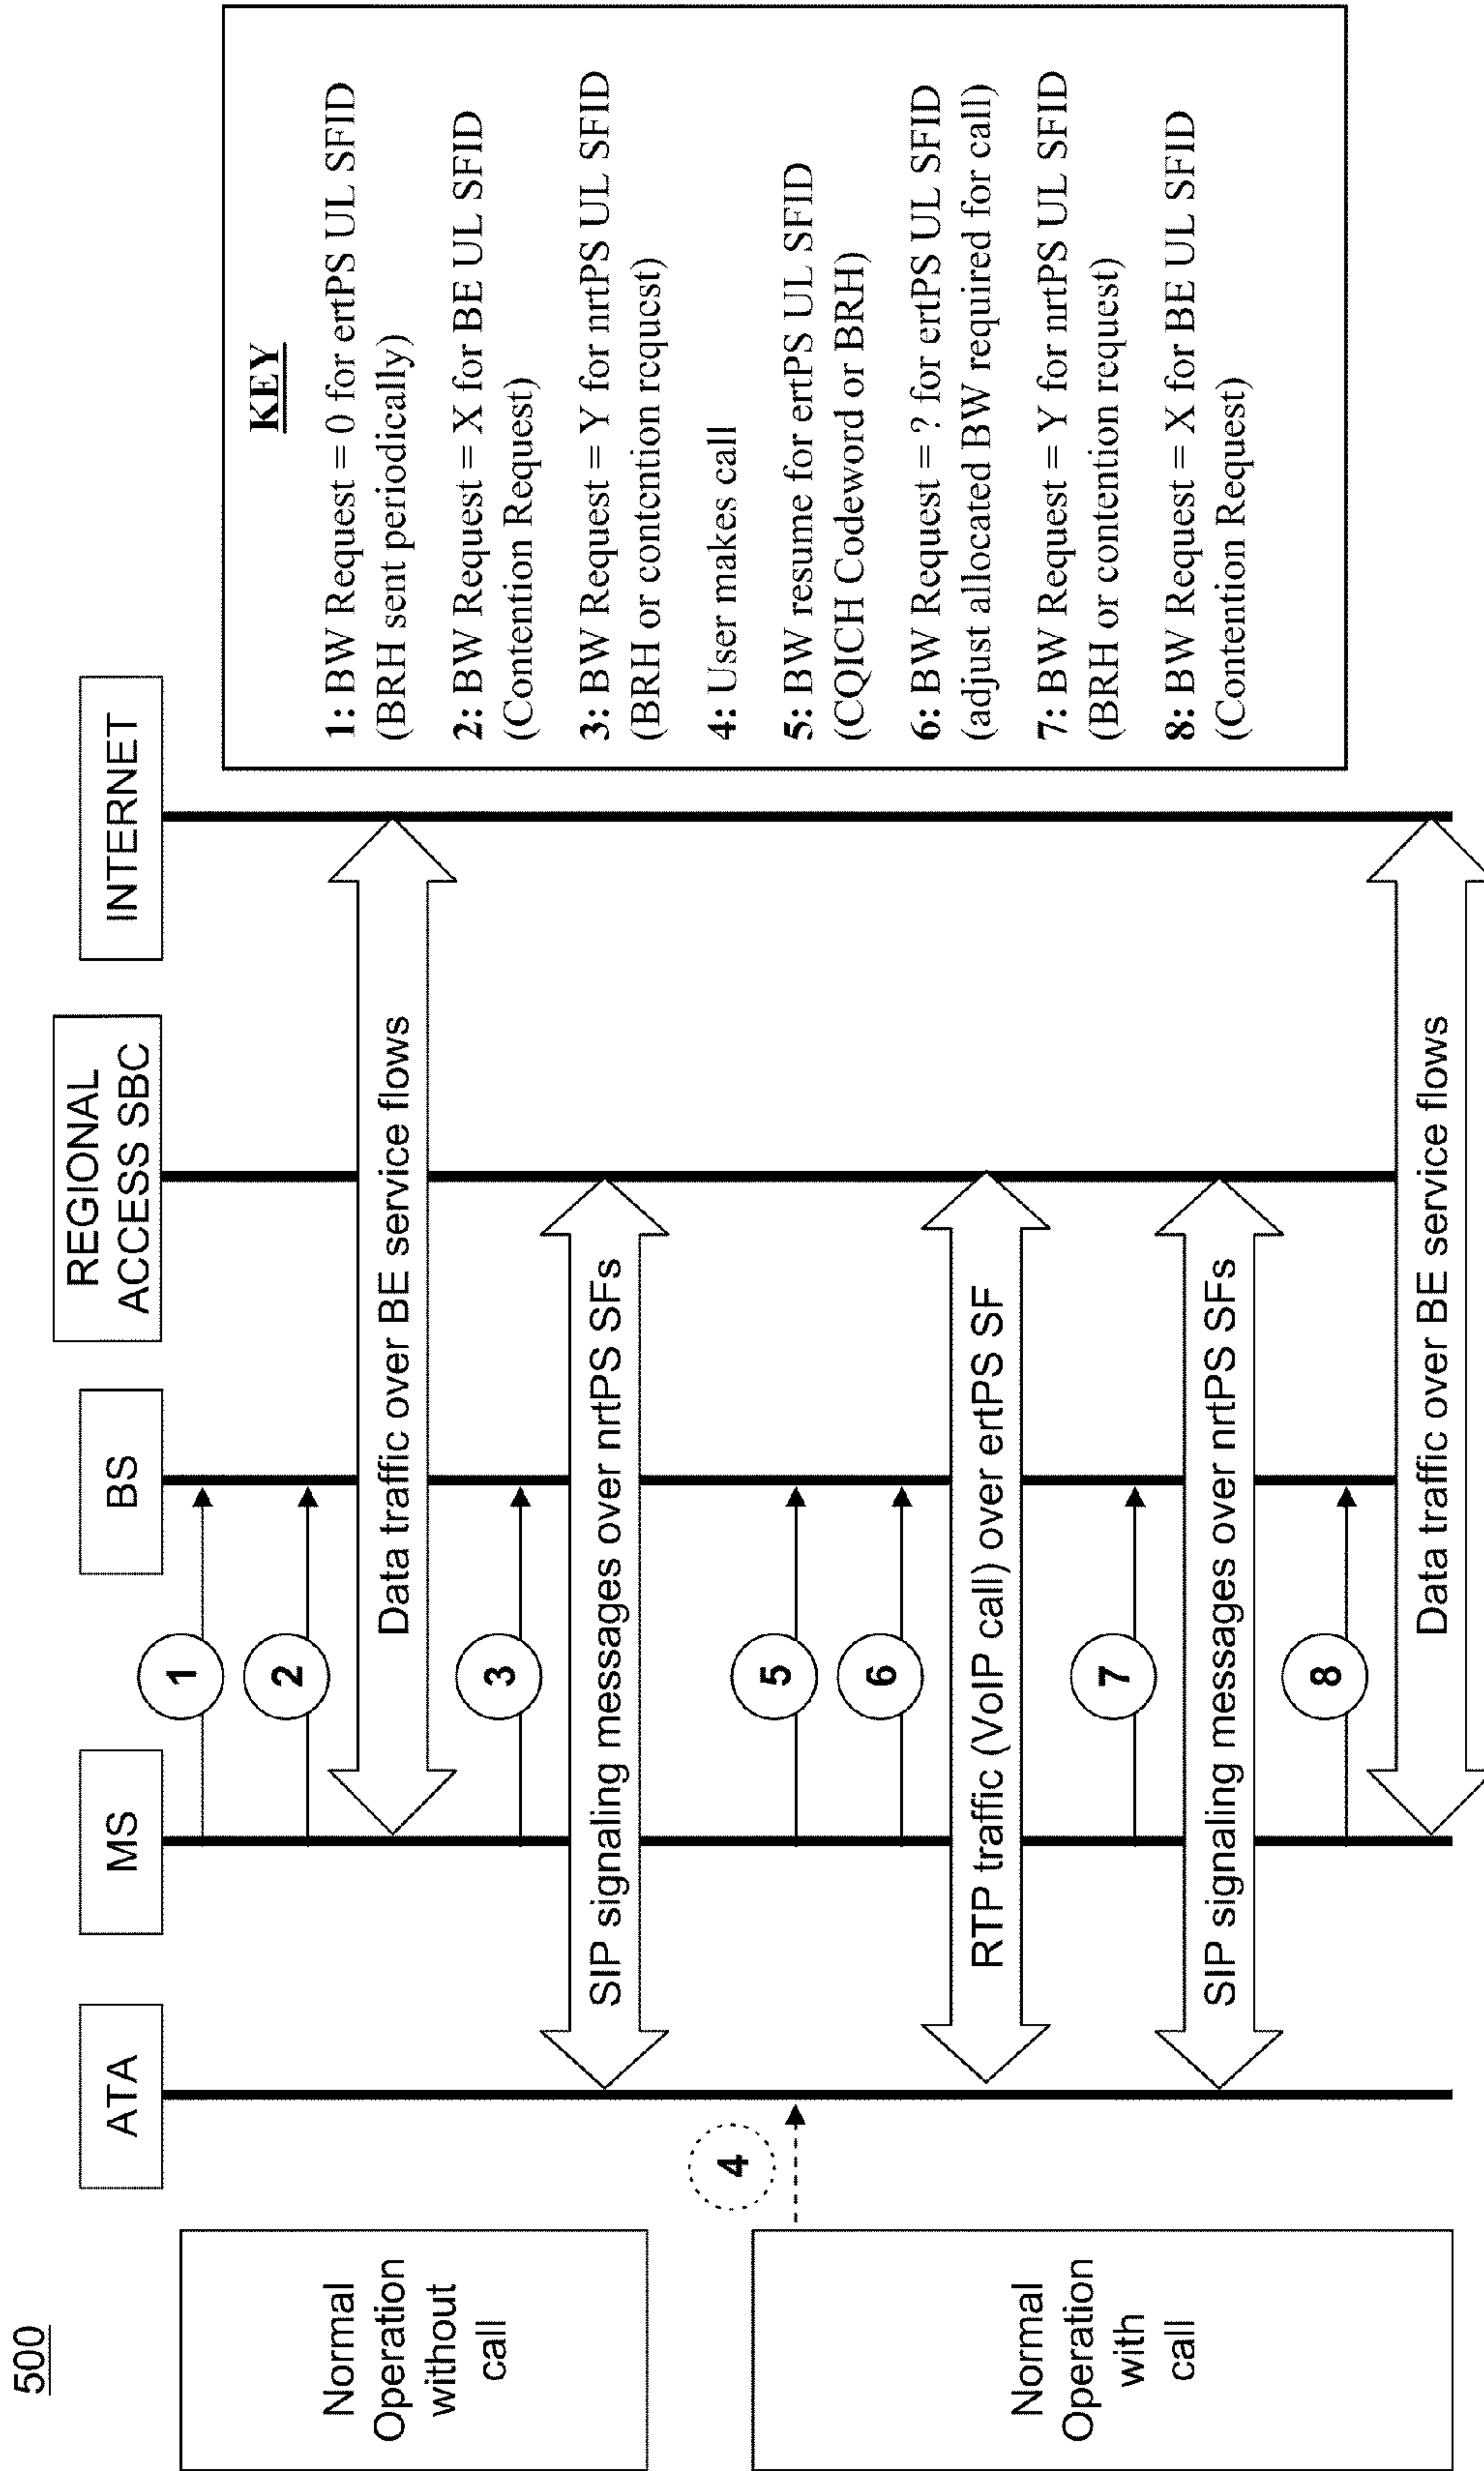 500
ATA
MS
BS
REGIONAL
ACCESS SBC
INTERNET
Normal
Operation
without
call
1
2
Data traffic over BE service flows
3
SIP signaling messages over nrtPS SFs
Normal
Operation
with
call
4
5
6
RTP traffic (VoIP call) over ertPS SF
7
SIP signaling messages over nrtPS SFs
8
Data traffic over BE service flows
KEY
1: BW Request = 0 for ertPS UL SFID
(BRH sent periodically)
2: BW Request = X for BE UL SFID
(Contention Request)
3: BW Request = Y for nrtPS UL SFID
(BRH or contention request)
4: User makes call
5: BW resume for ertPS UL SFID
(CQICH Codeword or BRH)
6: BW Request = ? for ertPS UL SFID
(adjust allocated BW required for call)
7: BW Request = Y for nrtPS UL SFID
(BRH or contention request)
8: BW Request = X for BE UL SFID
(Contention Request)